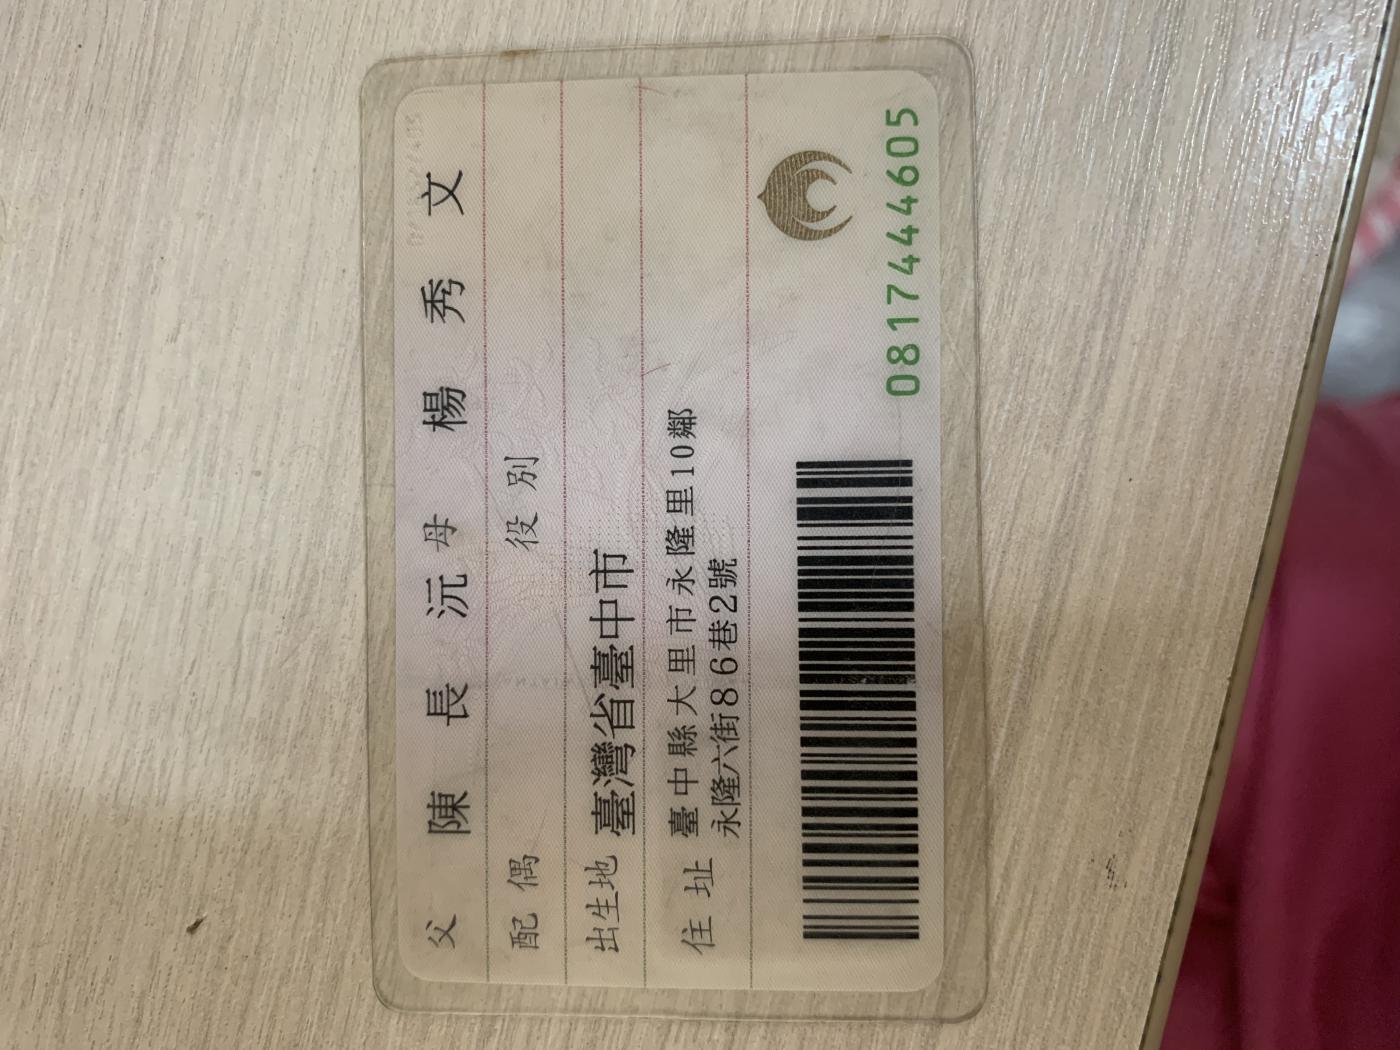 父 陳長沅 母 楊秀文
配偶 役別
出生地 臺灣省臺中市
住址 臺中縣大里市永隆里10鄰
永隆六街86巷2號
0817444605